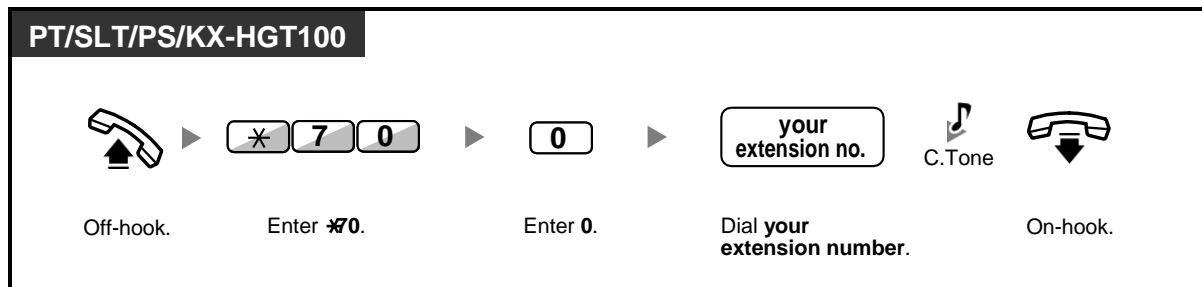 PT/SLT/PS/KX-HGT100
* 7 0
0
your
extension no.
C.Tone
Off-hook.
Enter *70.
Enter 0.
Dial your
extension number.
On-hook.